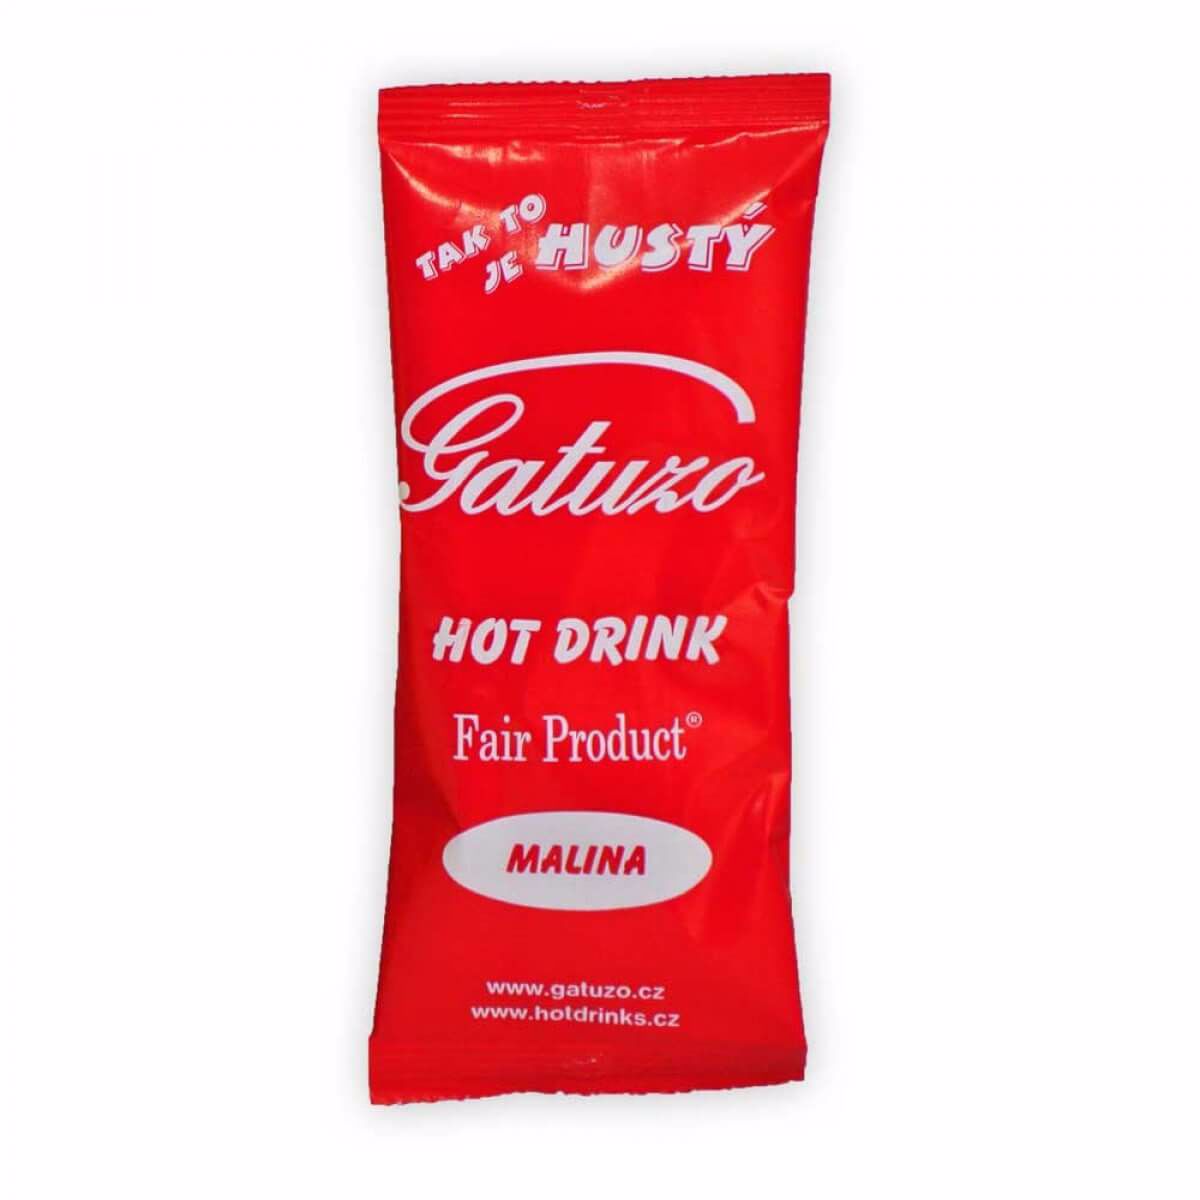 TAK TO
JE HUSTÝ
Gatuzo
HOT DRINK
Fair Product®
MALINA
www.gatuzo.cz
www.hotdrinks.cz